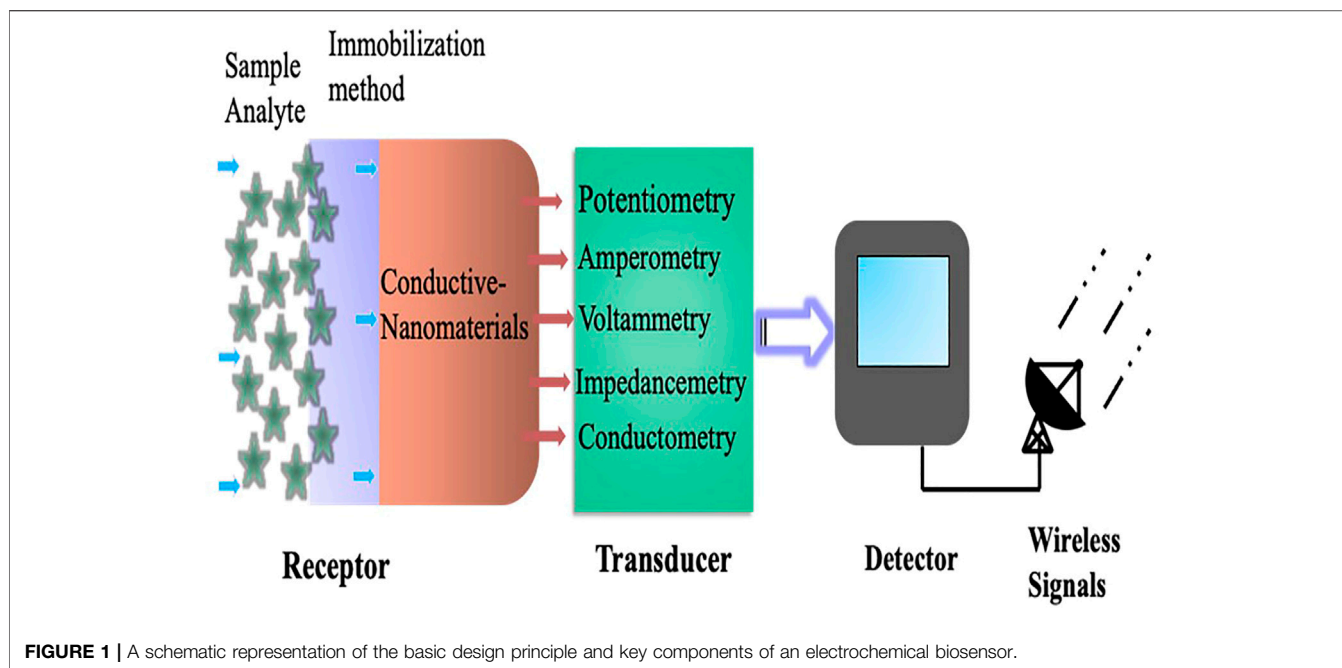 Sample
Analyte
Immobilization
method
Conductive-
Nanomaterials
Potentiometry
Amperometry
Voltammetry
Impedancemetry
Conductometry
Receptor
Transducer
Detector
Wireless
Signals
FIGURE 1 | A schematic representation of the basic design principle and key components of an electrochemical biosensor.